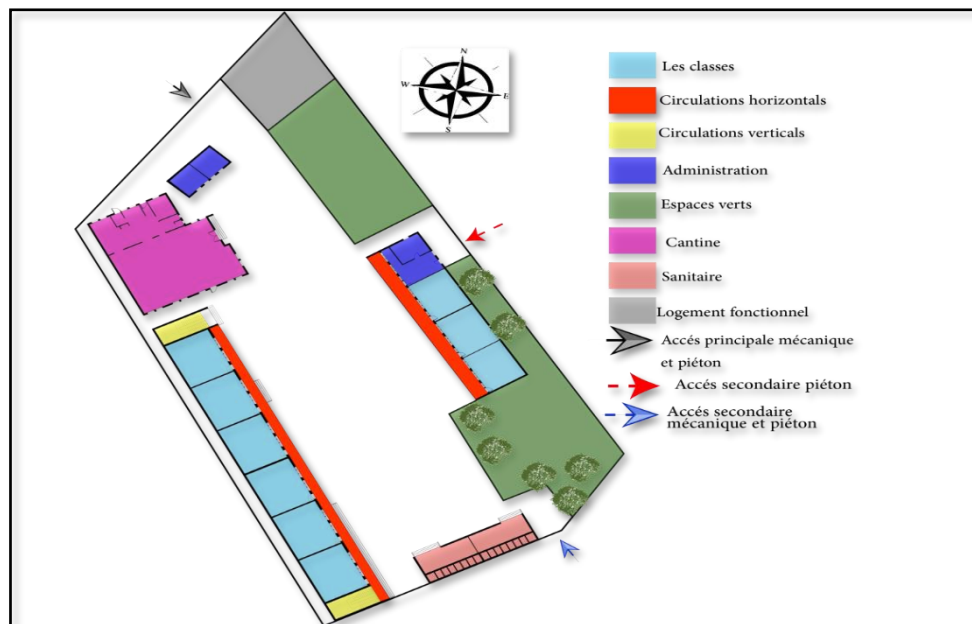 N
W
E
S
Les classes
Circulations horizontals
Circulations verticals
Administration
Espaces verts
Cantine
Sanitaire
Logement fonctionnel
Accés principale mécanique
et piéton
Accés secondaire piéton
Accés secondaire
mécanique et piéton